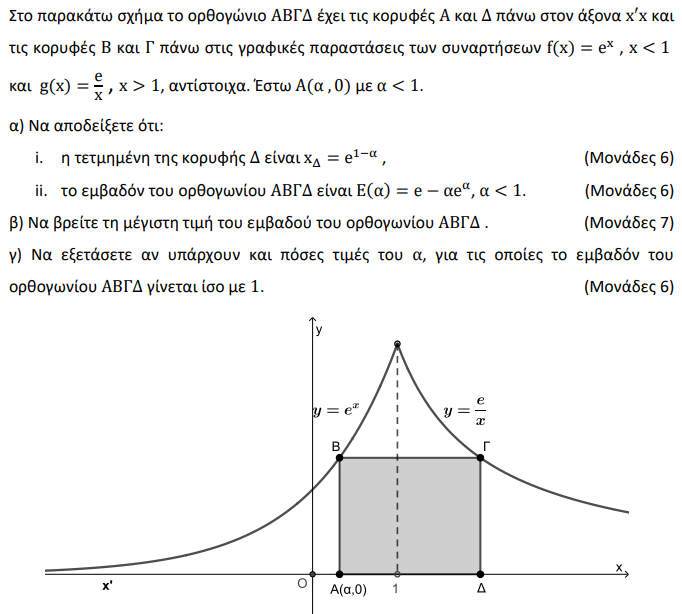 Στο παρακάτω σχήμα το ορθογώνιο ΑΒΓΔ έχει τις κορυφές Α και Δ πάνω στον άξονα x′x και
τις κορυφές Β και Γ πάνω στις γραφικές παραστάσεις των συναρτήσεων f(x) = eˣ , x < 1
και g(x) = e/x , x > 1, αντίστοιχα. Έστω Α(α , 0) με α < 1.
α) Να αποδείξετε ότι:
i. η τετμημένη της κορυφής Δ είναι x_Δ = e^{1−α} , (Μονάδες 6)
ii. το εμβαδόν του ορθογωνίου ΑΒΓΔ είναι Ε(α) = e − αe^α, α < 1. (Μονάδες 6)
β) Να βρείτε τη μέγιστη τιμή του εμβαδού του ορθογωνίου ΑΒΓΔ . (Μονάδες 7)
γ) Να εξετάσετε αν υπάρχουν και πόσες τιμές του α, για τις οποίες το εμβαδόν του
ορθογωνίου ΑΒΓΔ γίνεται ίσο με 1. (Μονάδες 6)
y
y = eˣ
y = e/x
B
Γ
x
x'
O
A(α,0)
1
Δ